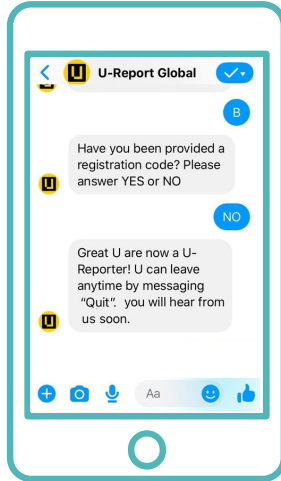 U U-Report Global
B
Have you been provided a
registration code? Please
answer YES or NO
U
NO
Great U are now a U-
Reporter! U can leave
anytime by messaging
“Quit”. you will hear from
us soon.
U
Aa